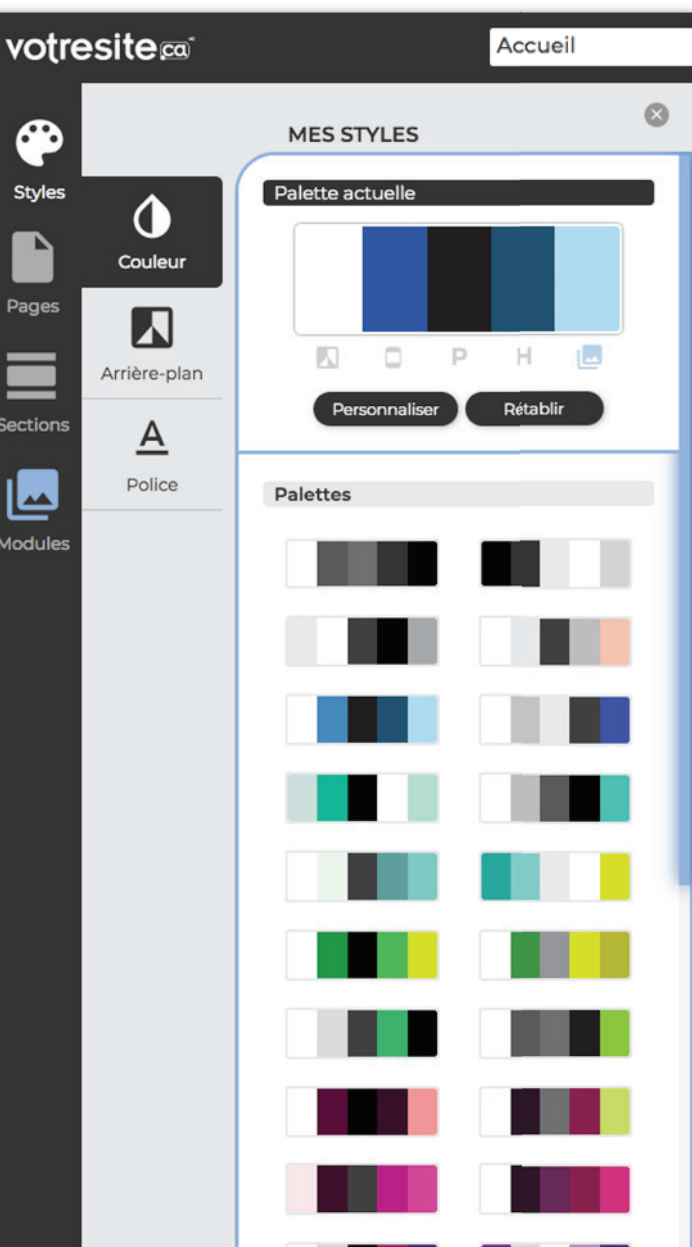 votresite.ca
Accueil
MES STYLES
Styles
Palette actuelle
Couleur
Pages
P H
Arrière-plan
Personnaliser Rétablir
Sections
A
Police
Palettes
Modules